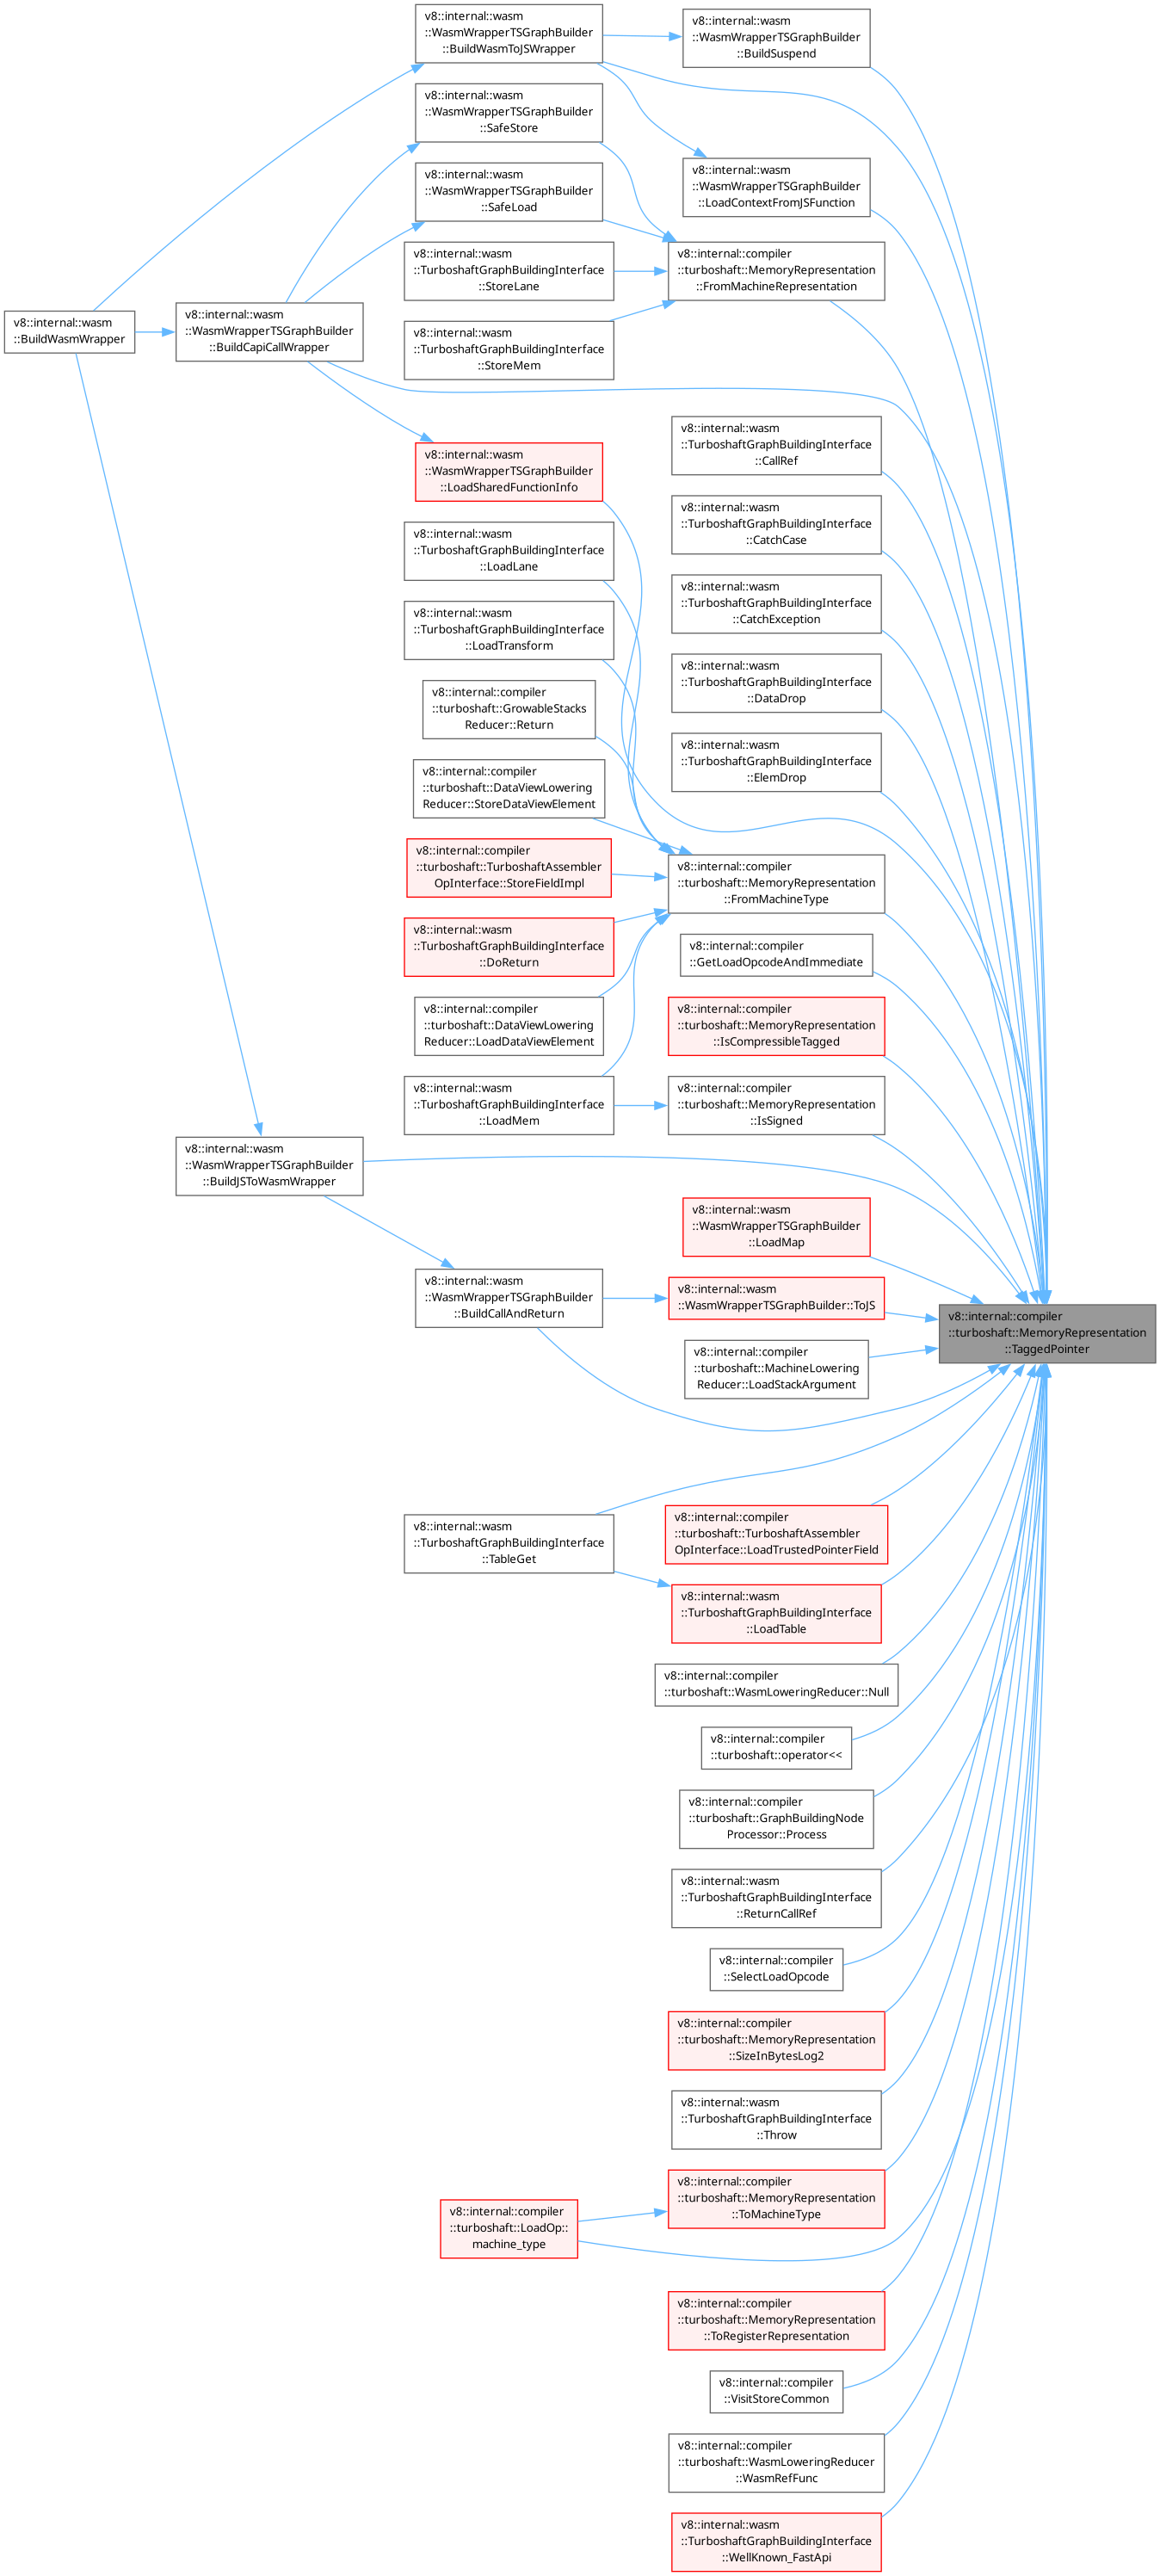 v8::internal::wasm
::WasmWrapperTSGraphBuilder
::BuildWasmToJSWrapper
v8::internal::wasm
::WasmWrapperTSGraphBuilder
::BuildSuspend
v8::internal::wasm
::WasmWrapperTSGraphBuilder
::SafeStore
v8::internal::wasm
::WasmWrapperTSGraphBuilder
::LoadContextFromJSFunction
v8::internal::wasm
::WasmWrapperTSGraphBuilder
::SafeLoad
v8::internal::wasm
::TurboshaftGraphBuildingInterface
::StoreLane
v8::internal::compiler
::turboshaft::MemoryRepresentation
::FromMachineRepresentation
v8::internal::wasm
::BuildWasmWrapper
v8::internal::wasm
::WasmWrapperTSGraphBuilder
::BuildCapiCallWrapper
v8::internal::wasm
::TurboshaftGraphBuildingInterface
::StoreMem
v8::internal::wasm
::TurboshaftGraphBuildingInterface
::CallRef
v8::internal::wasm
::WasmWrapperTSGraphBuilder
::LoadSharedFunctionInfo
v8::internal::wasm
::TurboshaftGraphBuildingInterface
::CatchCase
v8::internal::wasm
::TurboshaftGraphBuildingInterface
::LoadLane
v8::internal::wasm
::TurboshaftGraphBuildingInterface
::CatchException
v8::internal::wasm
::TurboshaftGraphBuildingInterface
::LoadTransform
v8::internal::wasm
::TurboshaftGraphBuildingInterface
::DataDrop
v8::internal::compiler
::turboshaft::GrowableStacks
Reducer::Return
v8::internal::wasm
::TurboshaftGraphBuildingInterface
::ElemDrop
v8::internal::compiler
::turboshaft::DataViewLowering
Reducer::StoreDataViewElement
v8::internal::compiler
::turboshaft::TurboshaftAssembler
OpInterface::StoreFieldImpl
v8::internal::compiler
::turboshaft::MemoryRepresentation
::FromMachineType
v8::internal::wasm
::TurboshaftGraphBuildingInterface
::DoReturn
v8::internal::compiler
::GetLoadOpcodeAndImmediate
v8::internal::compiler
::turboshaft::DataViewLowering
Reducer::LoadDataViewElement
v8::internal::compiler
::turboshaft::MemoryRepresentation
::IsCompressibleTagged
v8::internal::wasm
::TurboshaftGraphBuildingInterface
::LoadMem
v8::internal::compiler
::turboshaft::MemoryRepresentation
::IsSigned
v8::internal::wasm
::WasmWrapperTSGraphBuilder
::BuildJSToWasmWrapper
v8::internal::wasm
::WasmWrapperTSGraphBuilder
::LoadMap
v8::internal::wasm
::WasmWrapperTSGraphBuilder
::BuildCallAndReturn
v8::internal::wasm
::WasmWrapperTSGraphBuilder::ToJS
v8::internal::compiler
::turboshaft::MemoryRepresentation
::TaggedPointer
v8::internal::compiler
::turboshaft::MachineLowering
Reducer::LoadStackArgument
v8::internal::wasm
::TurboshaftGraphBuildingInterface
::TableGet
v8::internal::compiler
::turboshaft::TurboshaftAssembler
OpInterface::LoadTrustedPointerField
v8::internal::wasm
::TurboshaftGraphBuildingInterface
::LoadTable
v8::internal::compiler
::turboshaft::WasmLoweringReducer::Null
v8::internal::compiler
::turboshaft::operator<<
v8::internal::compiler
::turboshaft::GraphBuildingNode
Processor::Process
v8::internal::wasm
::TurboshaftGraphBuildingInterface
::ReturnCallRef
v8::internal::compiler
::SelectLoadOpcode
v8::internal::compiler
::turboshaft::MemoryRepresentation
::SizeInBytesLog2
v8::internal::wasm
::TurboshaftGraphBuildingInterface
::Throw
v8::internal::compiler
::turboshaft::MemoryRepresentation
::ToMachineType
v8::internal::compiler
::turboshaft::LoadOp::
machine_type
v8::internal::compiler
::turboshaft::MemoryRepresentation
::ToRegisterRepresentation
v8::internal::compiler
::VisitStoreCommon
v8::internal::compiler
::turboshaft::WasmLoweringReducer
::WasmRefFunc
v8::internal::wasm
::TurboshaftGraphBuildingInterface
::WellKnown_FastApi